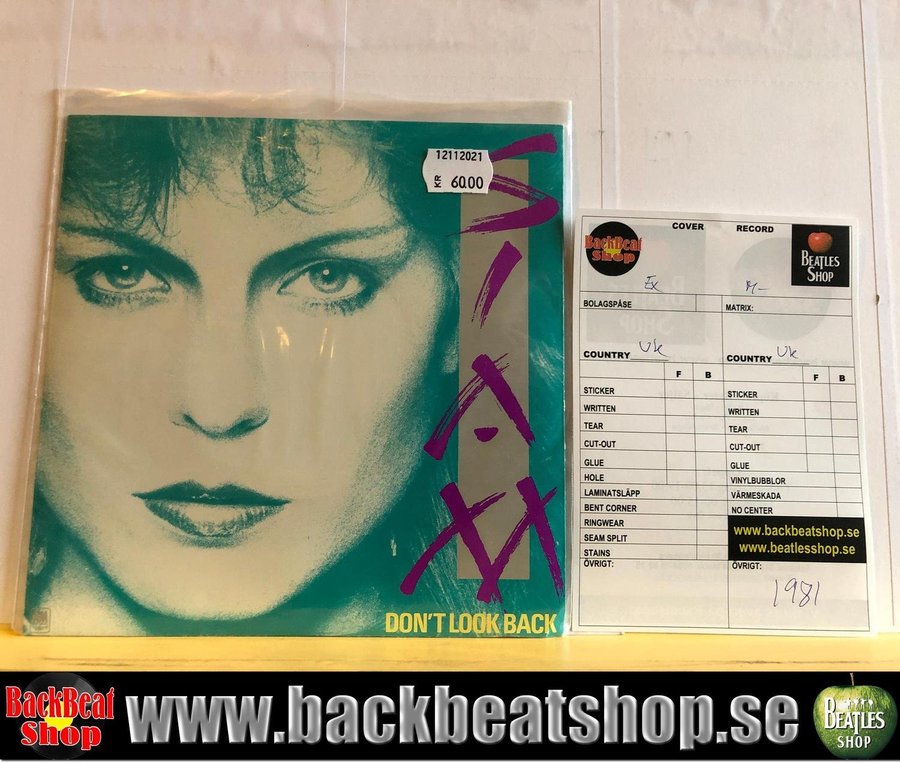 12112021
KR 60.00
SIAM
DON'T LOOK BACK
COVER RECORD
BackBeat
Shop
BEATLES
SHOP
Ex M-
BOLAGSPÅSE MATRIX:
COUNTRY UK COUNTRY UK
F B F B
STICKER STICKER
WRITTEN WRITTEN
TEAR TEAR
CUT-OUT CUT-OUT
GLUE GLUE
HOLE VINYLBUBBLOR
LAMINATSLÄPP VÄRMESKADA
BENT CORNER NO CENTER
RINGWEAR
SEAM SPLIT
STAINS
www.backbeatshop.se
www.beatlesshop.se
ÖVRIGT: ÖVRIGT:
1981
BackBeat
Shop
www.backbeatshop.se
BEATLES
SHOP